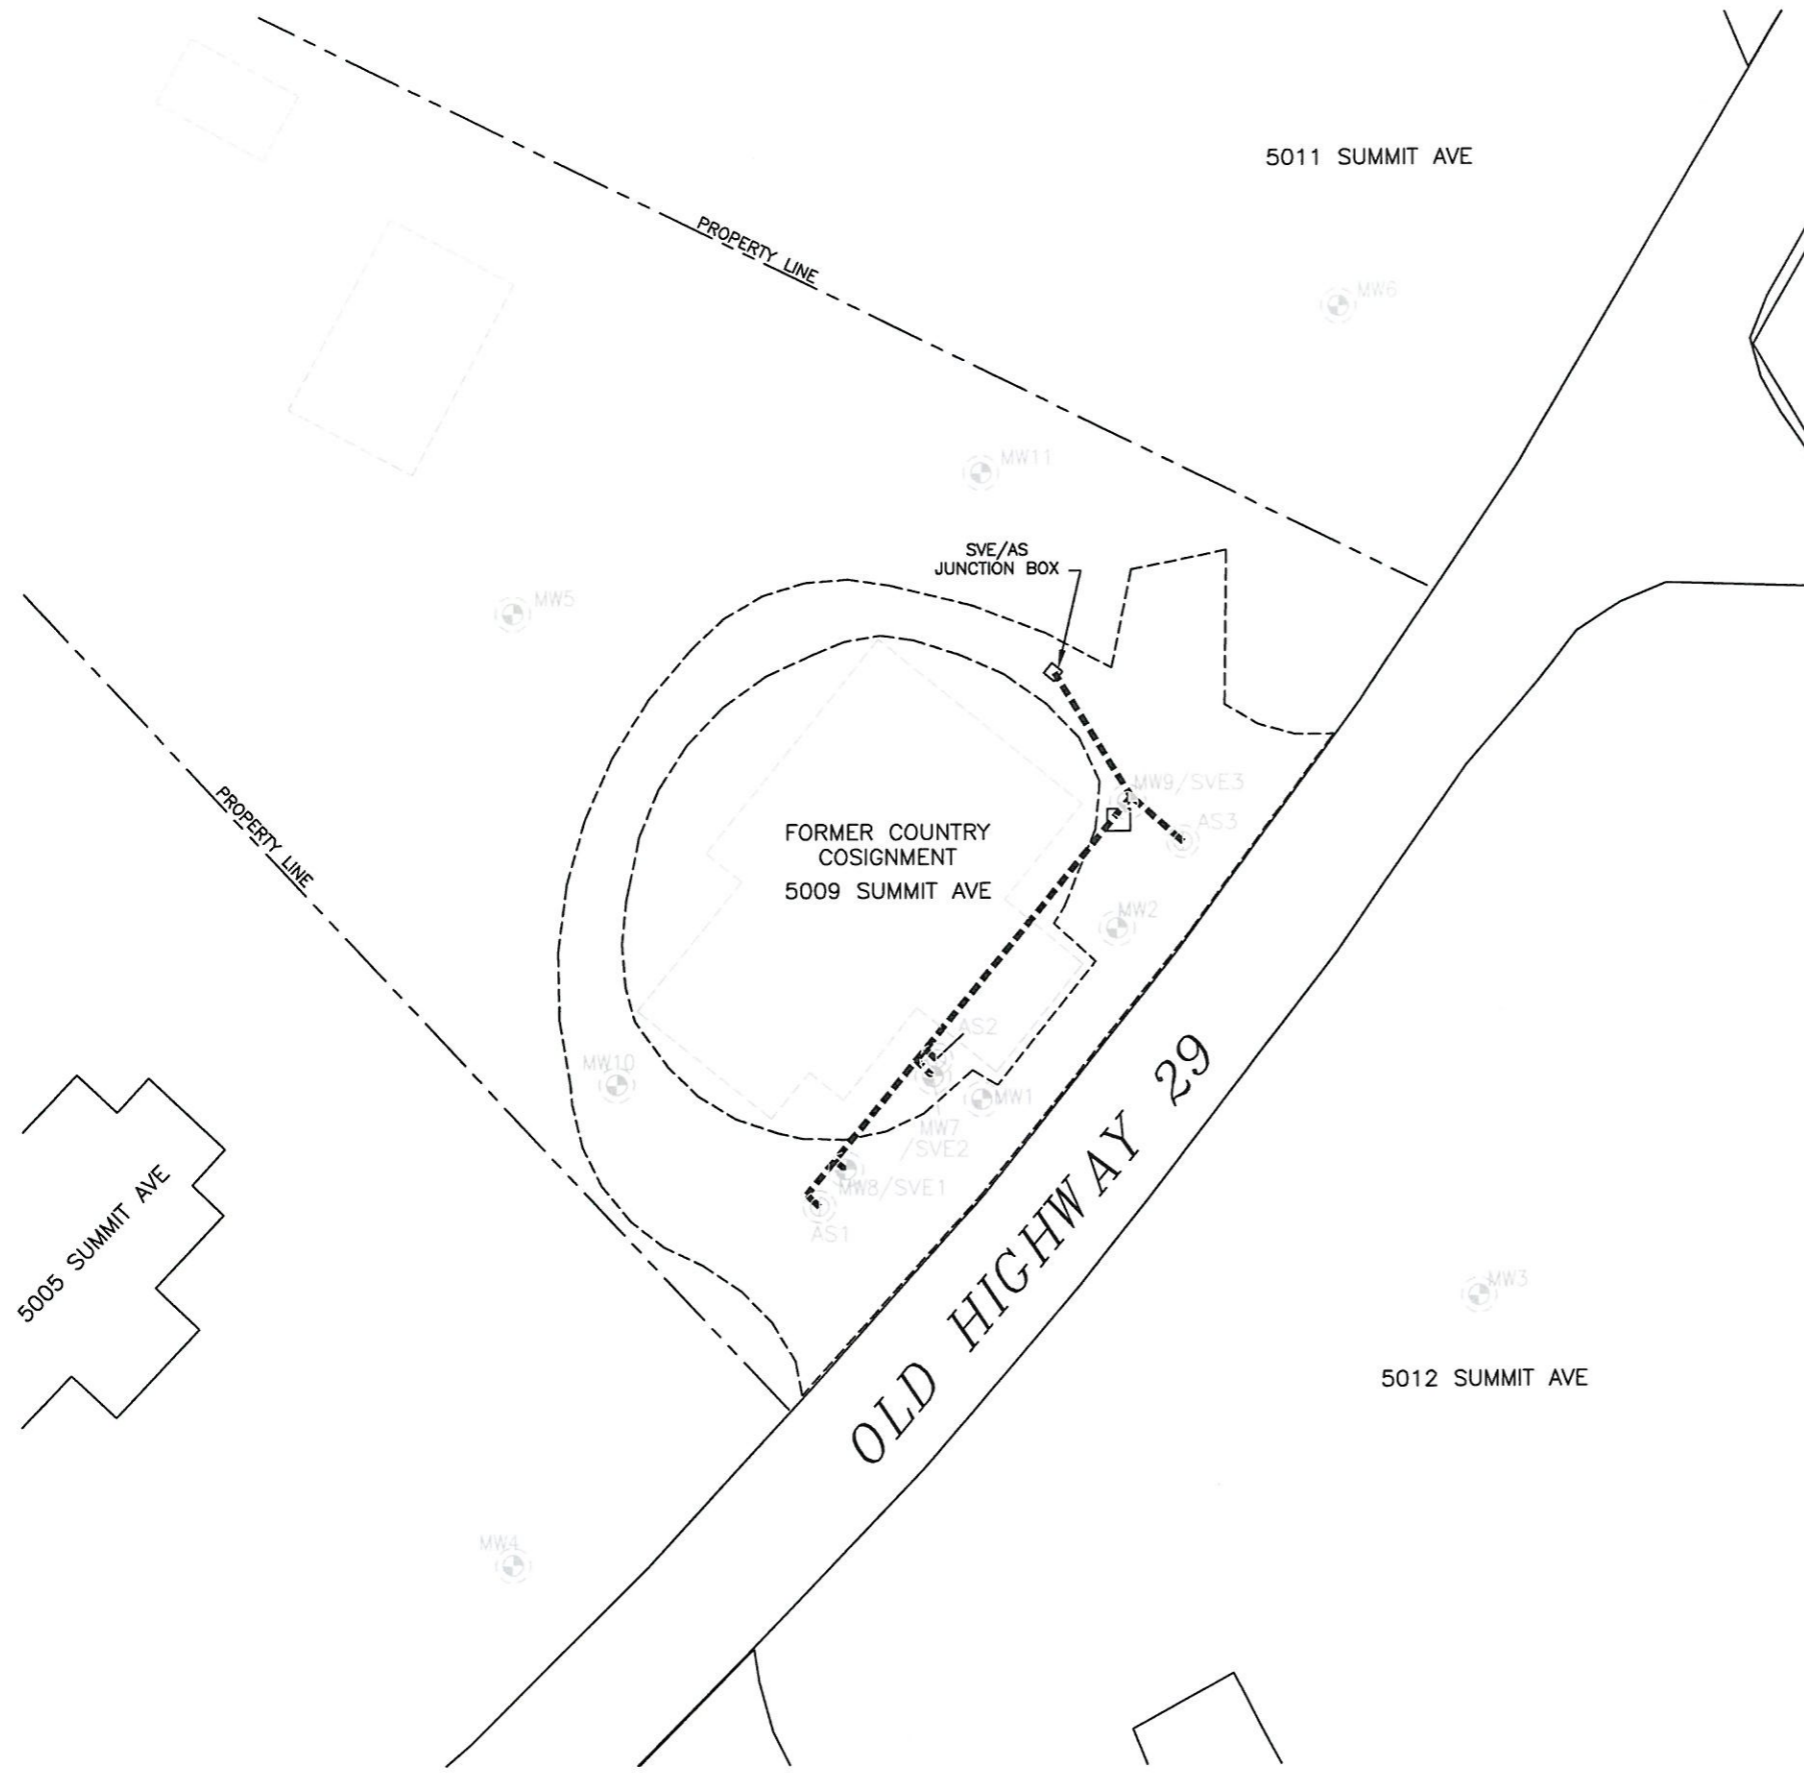 5011 SUMMIT AVE
PROPERTY LINE
MW6
MW11
SVE/AS
JUNCTION BOX
MW5
MW9/SVE3
AS3
PROPERTY LINE
FORMER COUNTRY
COSIGNMENT
5009 SUMMIT AVE
MW2
AS2
MW10
MW1
MW7
/SVE2
MW8/SVE1
AS1
5005 SUMMIT AVE
OLD HIGHWAY 29
MW3
5012 SUMMIT AVE
MW4